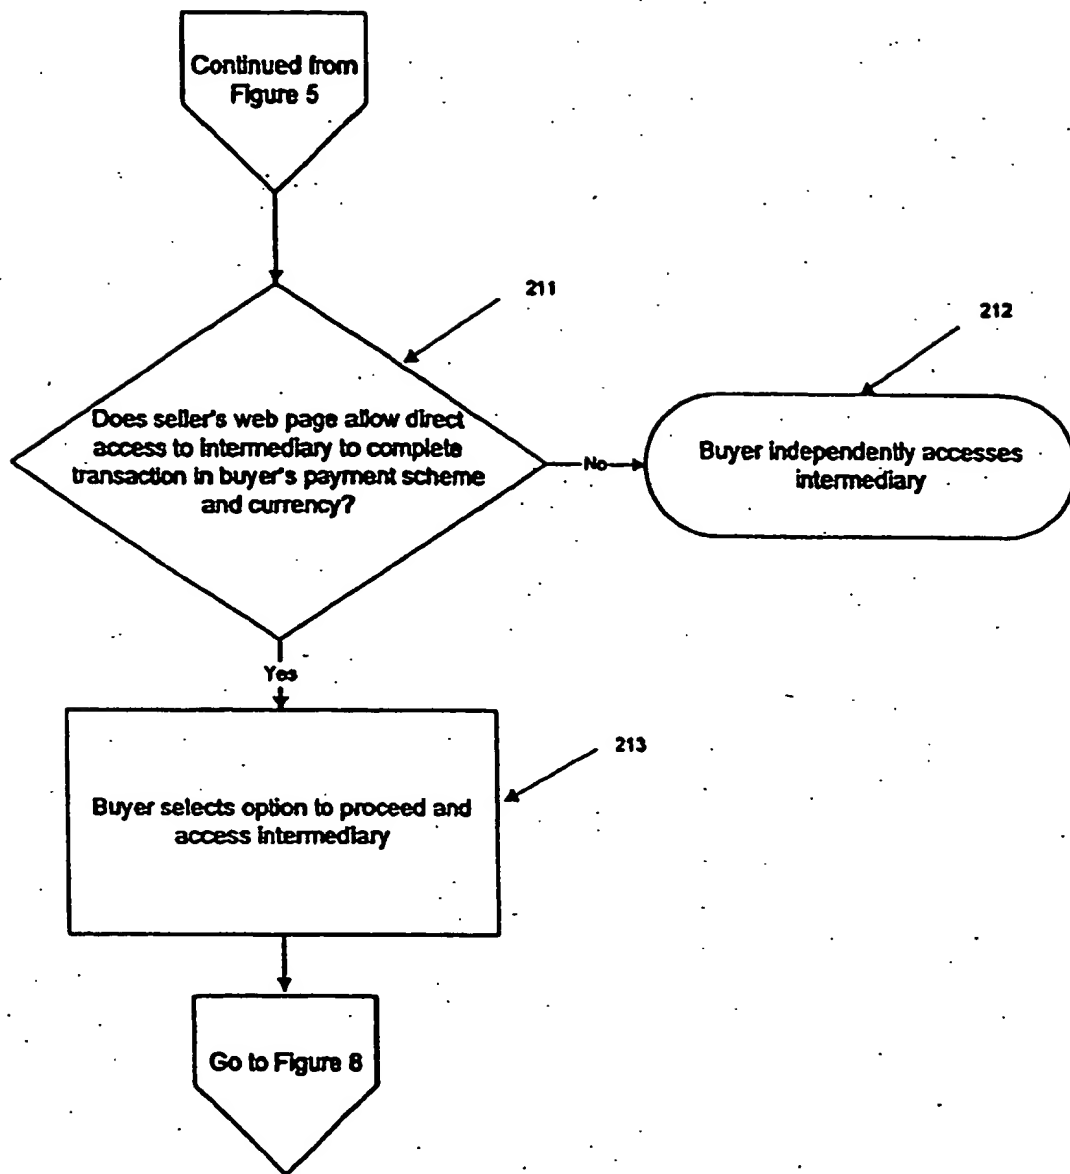 Continued from
Figure 5
211
212
Does seller's web page allow direct
access to intermediary to complete
transaction in buyer's payment scheme
and currency?
No
Buyer independently accesses
intermediary
Yes
213
Buyer selects option to proceed and
access intermediary
Go to Figure 8